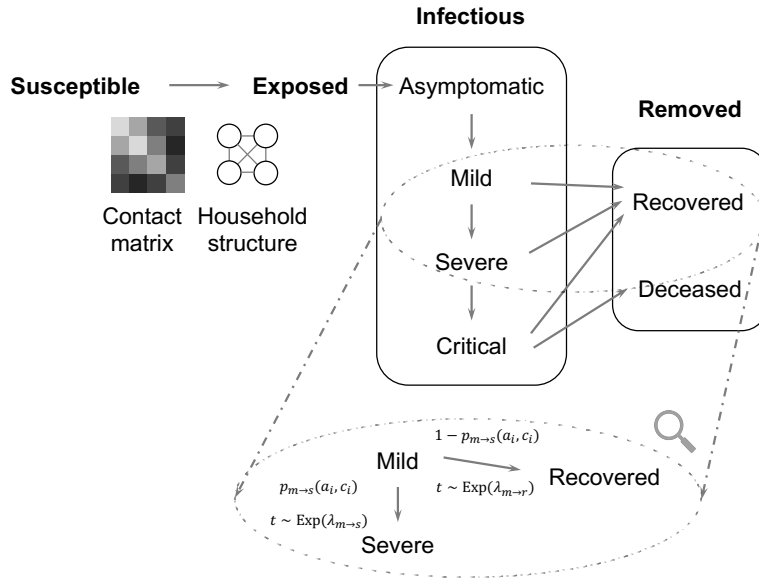 Infectious
Susceptible
Exposed
Asymptomatic
Removed
Mild
Recovered
Contact
matrix
Household
structure
Severe
Deceased
Critical
1 − p_{m→s}(a_i, c_i)
Mild
Recovered
p_{m→s}(a_i, c_i)
t ∼ Exp(λ_{m→r})
t ∼ Exp(λ_{m→s})
Severe